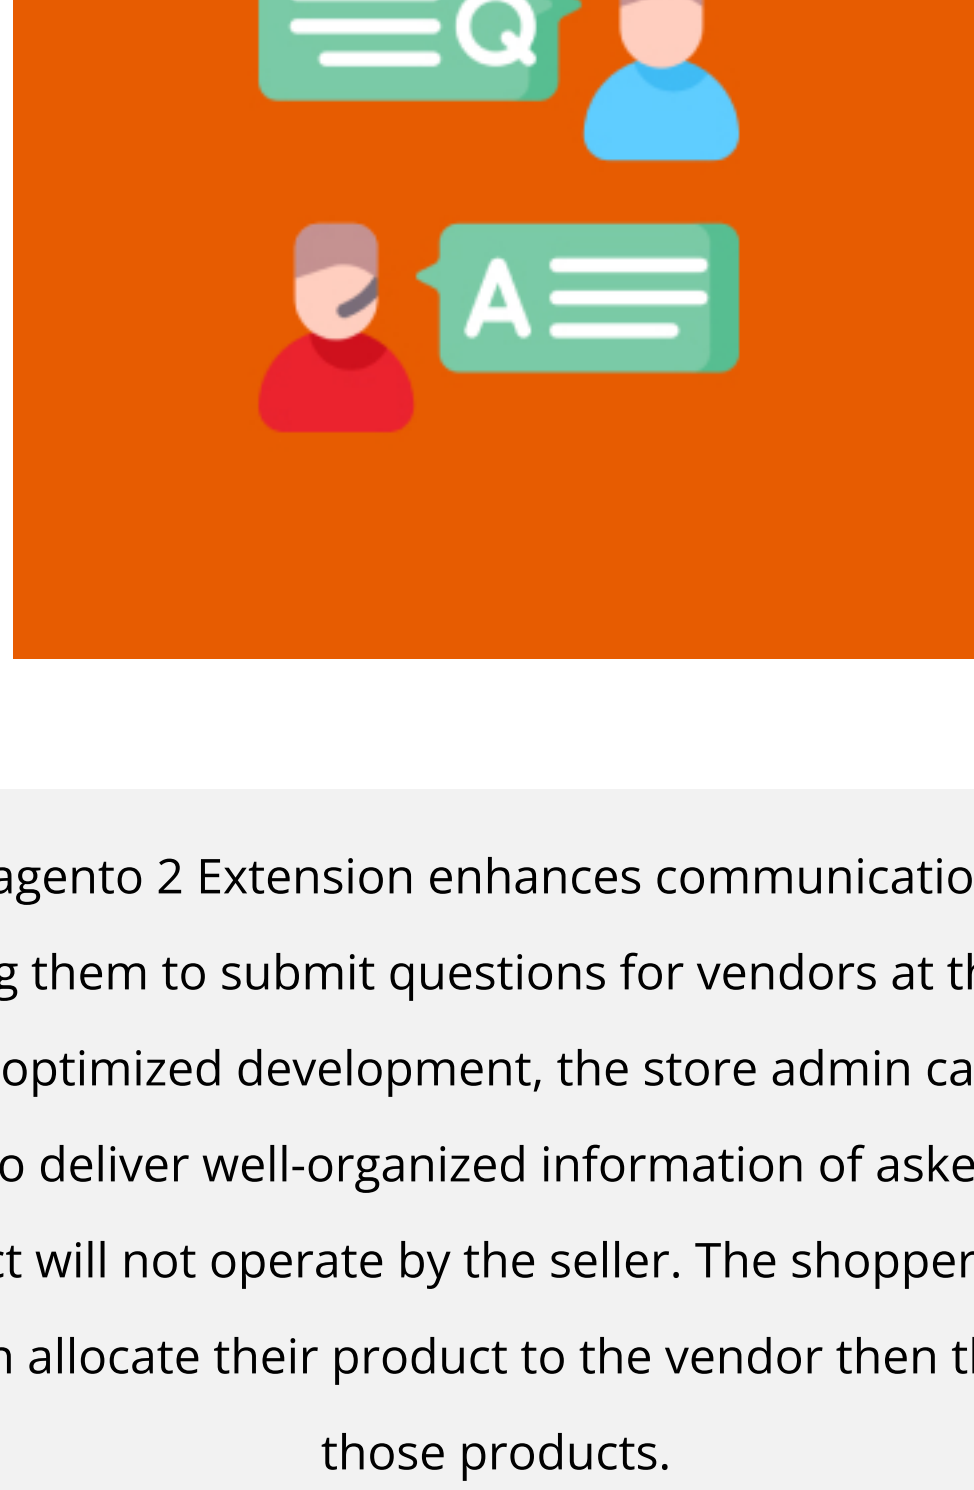 Q
A
agento 2 Extension enhances communicatio
g them to submit questions for vendors at th
optimized development, the store admin ca
o deliver well-organized information of aske
ct will not operate by the seller. The shopper
n allocate their product to the vendor then th
those products.